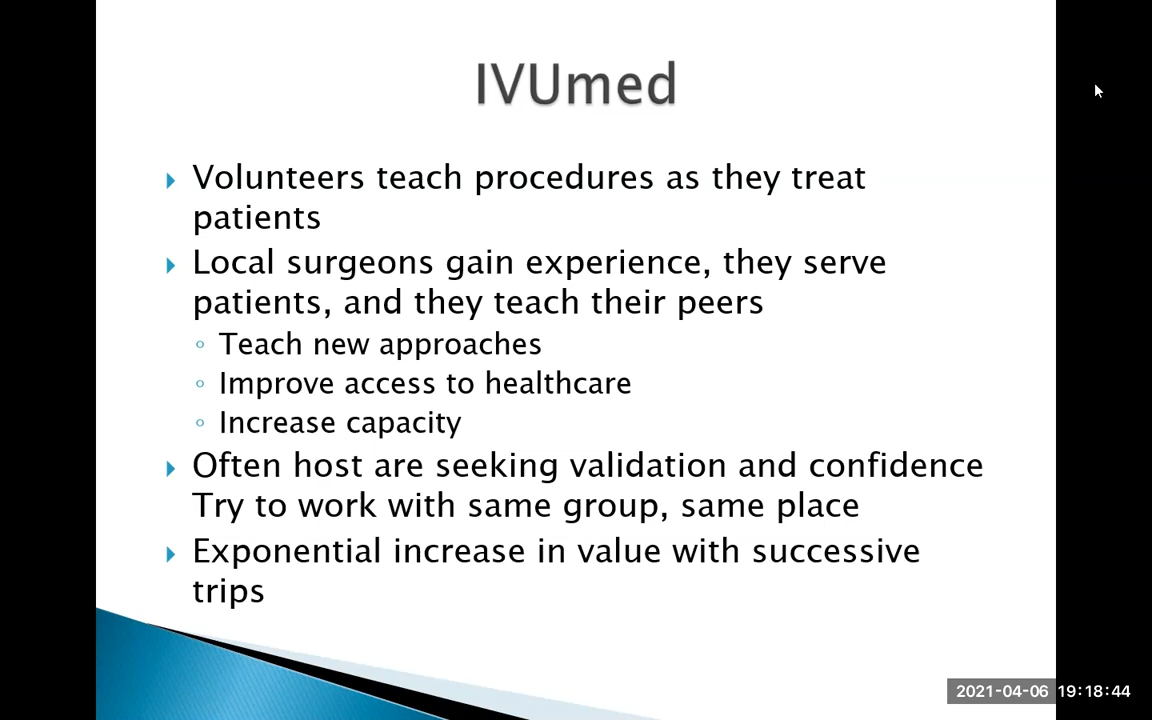 IVUmed
Volunteers teach procedures as they treat
patients
Local surgeons gain experience, they serve
patients, and they teach their peers
Teach new approaches
Improve access to healthcare
Increase capacity
Often host are seeking validation and confidence
Try to work with same group, same place
Exponential increase in value with successive
trips
2021-04-06 19:18:44